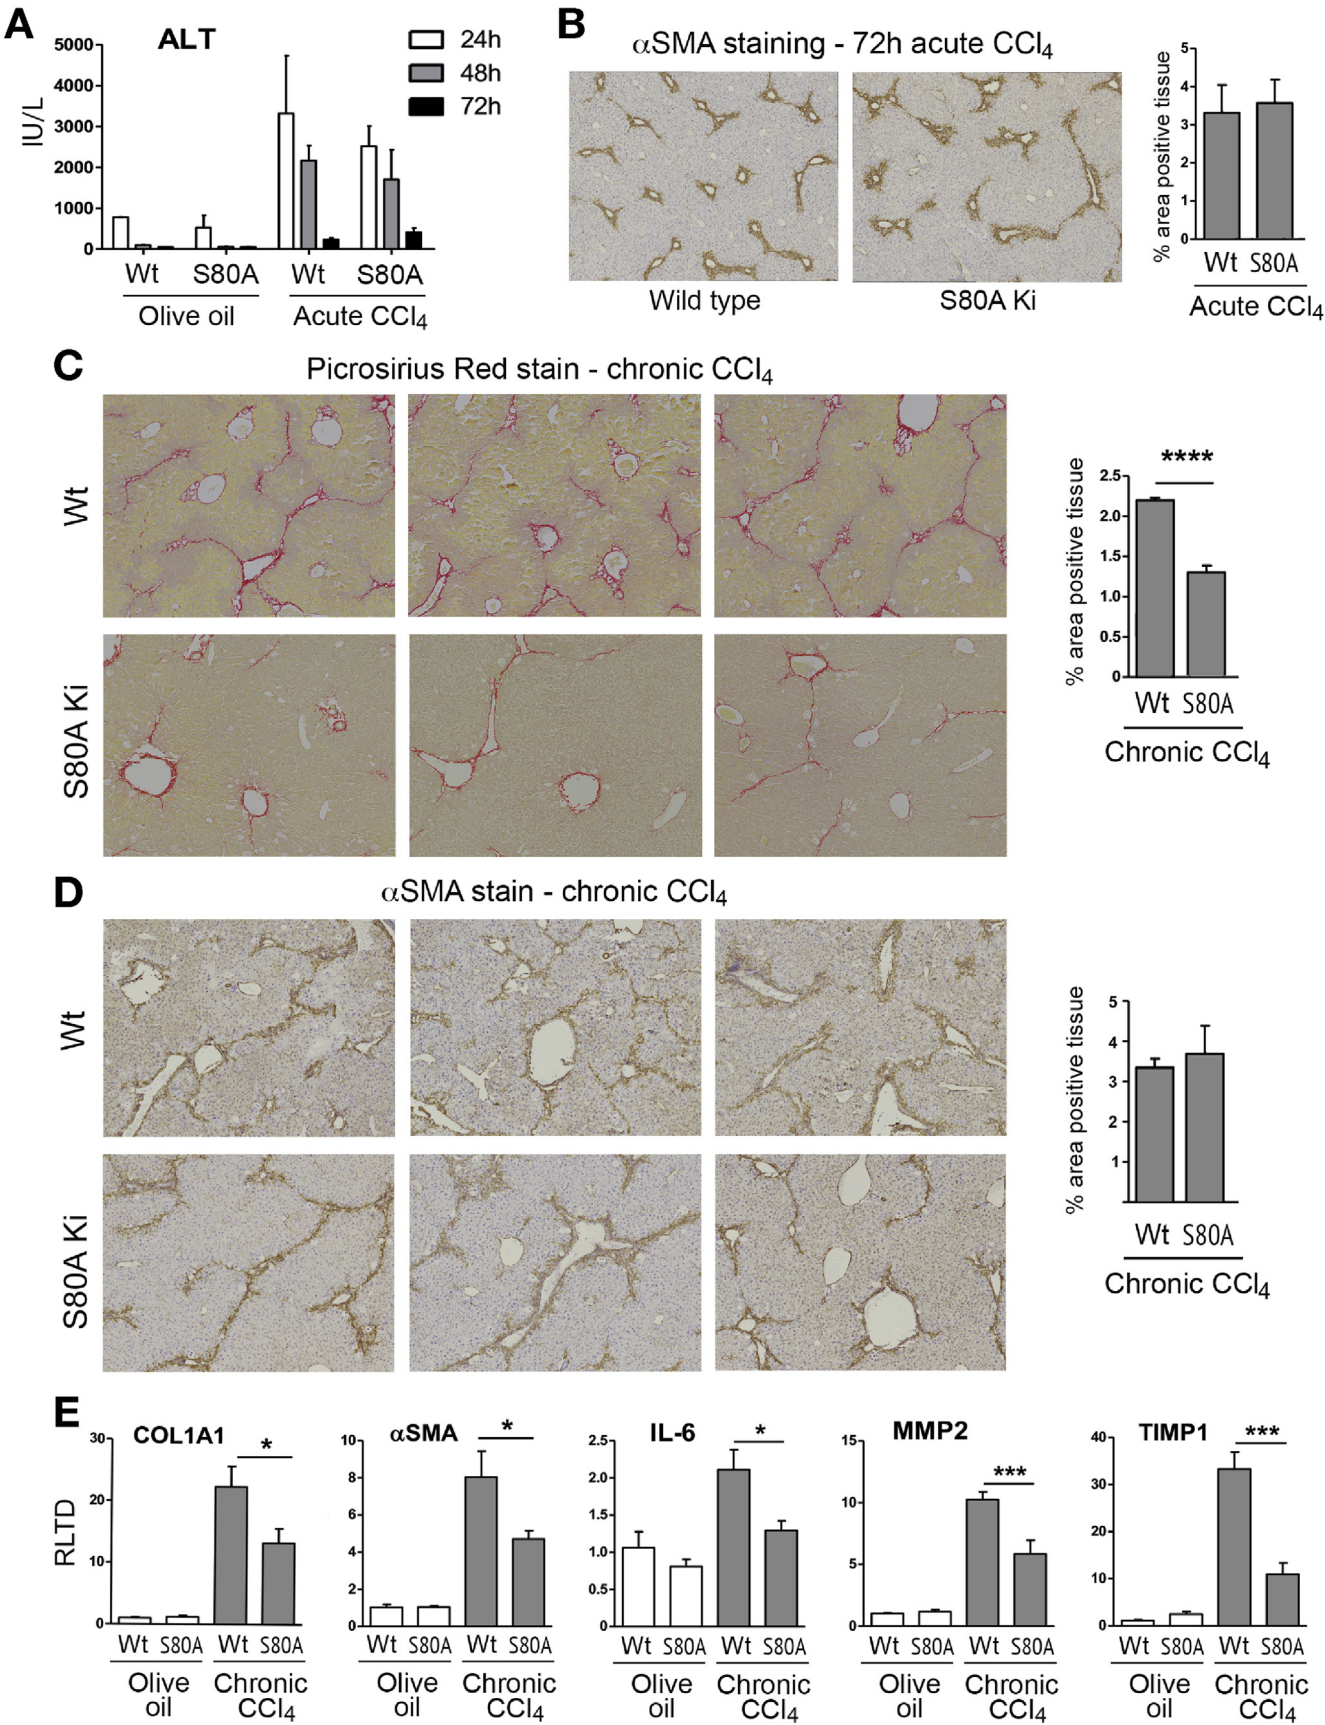 A
ALT
IU/L
5000
4000
3000
2000
1000
0
24h
48h
72h
Wt S80A Wt S80A
Olive oil Acute CCl4
B
αSMA staining - 72h acute CCl4
Wild type S80A Ki
% area positive tissue
5
4
3
2
1
0
Wt S80A
Acute CCl4
C
Picrosirius Red stain - chronic CCl4
Wt
S80A Ki
% area positive tissue
****
2.5
2.0
1.5
1.0
0.5
0
Wt S80A
Chronic CCl4
D
αSMA stain - chronic CCl4
Wt
S80A Ki
% area positive tissue
5
4
3
2
1
Wt S80A
Chronic CCl4
E
RLTD
COL1A1
*
30
20
10
0
Wt S80A Wt S80A
Olive oil Chronic CCl4
αSMA
*
10
8
6
4
2
0
Wt S80A Wt S80A
Olive oil Chronic CCl4
IL-6
*
2.5
2.0
1.5
1.0
0.5
0
Wt S80A Wt S80A
Olive oil Chronic CCl4
MMP2
***
15
10
5
0
Wt S80A Wt S80A
Olive oil Chronic CCl4
TIMP1
***
40
30
20
10
0
Wt S80A Wt S80A
Olive oil Chronic CCl4